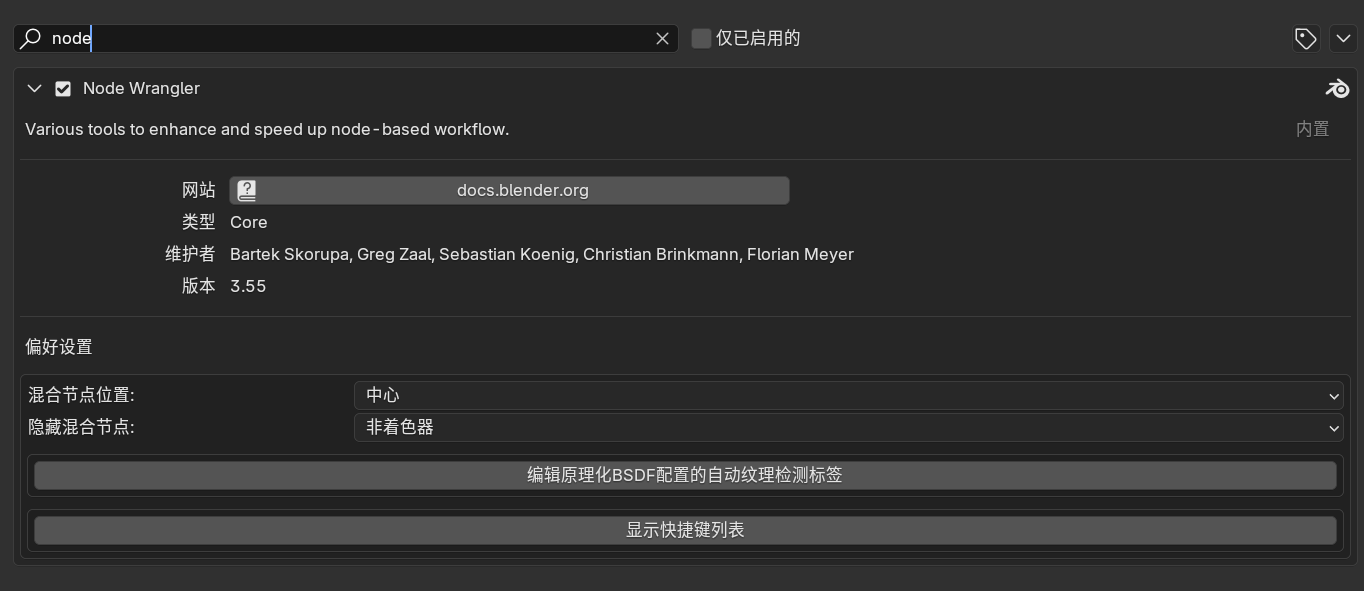 node 仅已启用的
Node Wrangler
Various tools to enhance and speed up node-based workflow. 内置
网站 docs.blender.org
类型 Core
维护者 Bartek Skorupa, Greg Zaal, Sebastian Koenig, Christian Brinkmann, Florian Meyer
版本 3.55
偏好设置
混合节点位置: 中心
隐藏混合节点: 非着色器
编辑原理化BSDF配置的自动纹理检测标签
显示快捷键列表